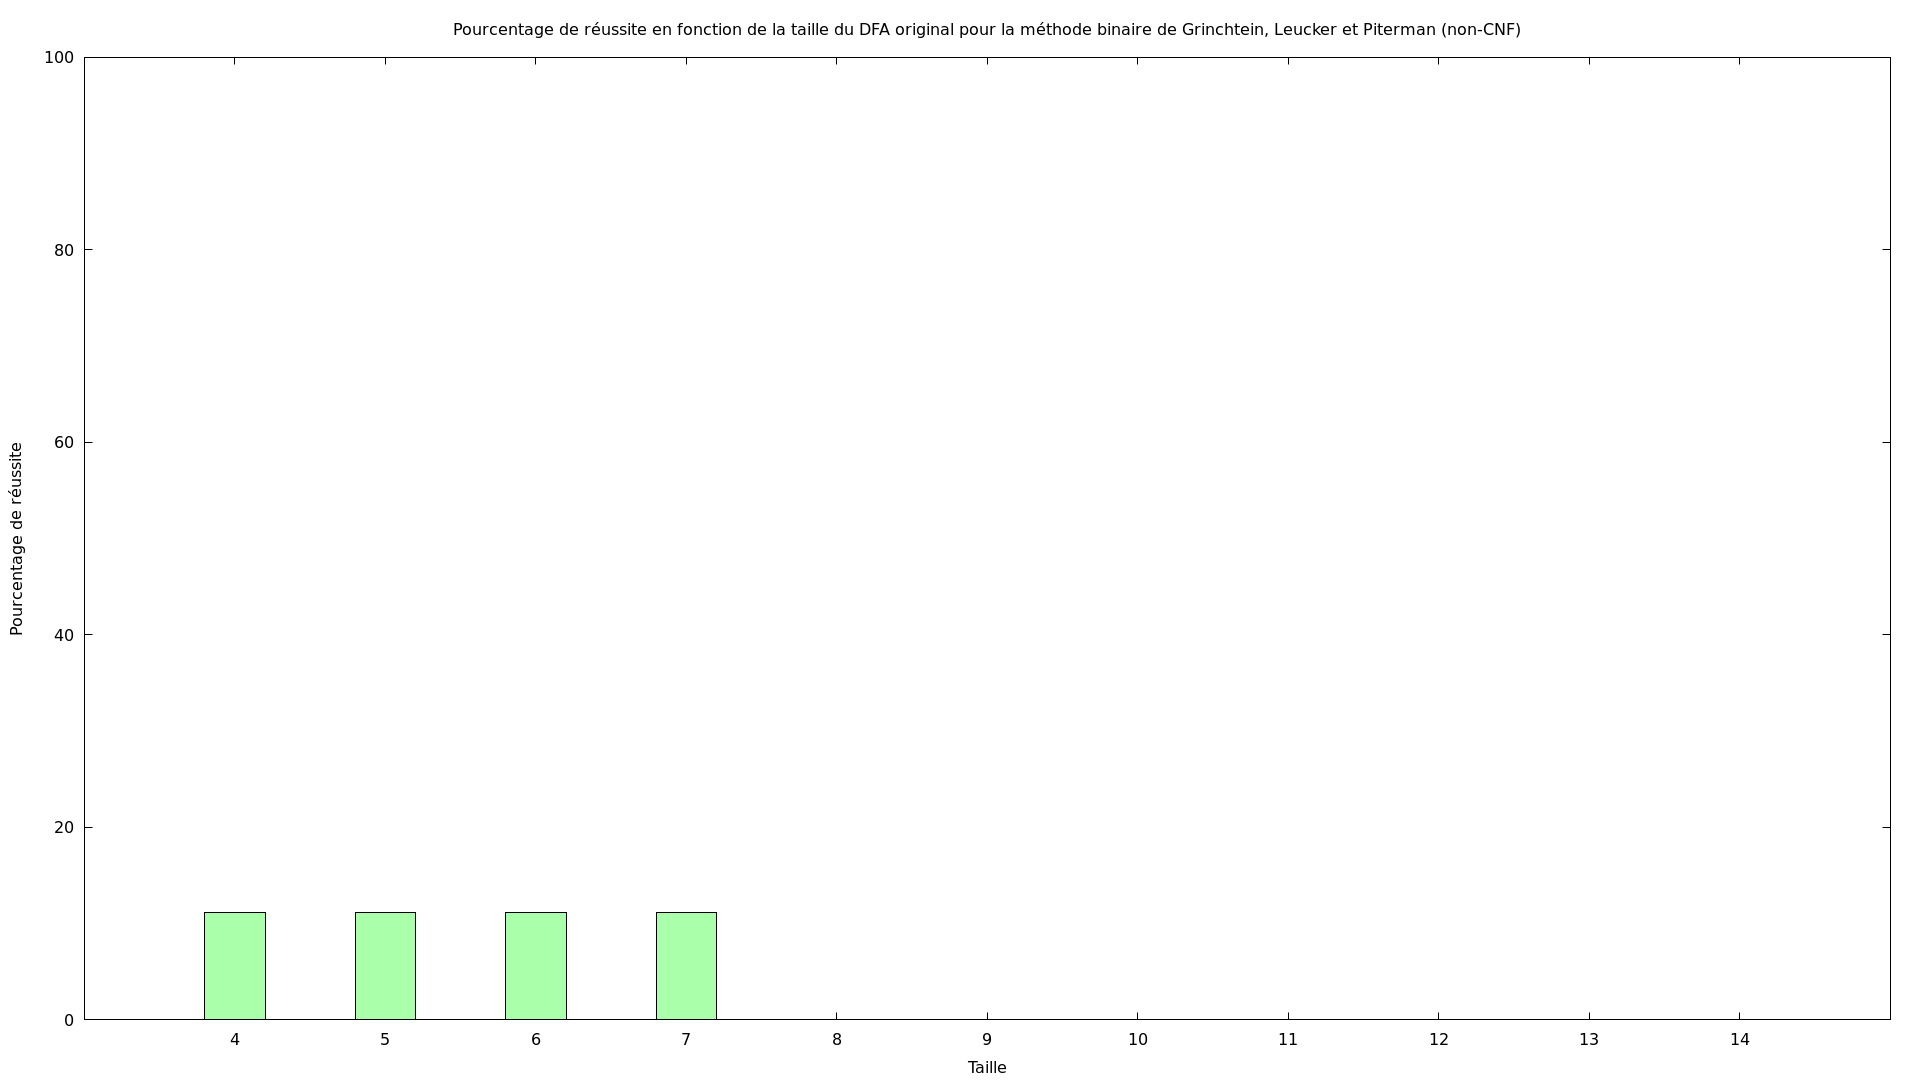 Pourcentage de réussite en fonction de la taille du DFA original pour la méthode binaire de Grinchtein, Leucker et Piterman (non-CNF)
100
80
60
40
20
0
Pourcentage de réussite
4 5 6 7 8 9 10 11 12 13 14
Taille